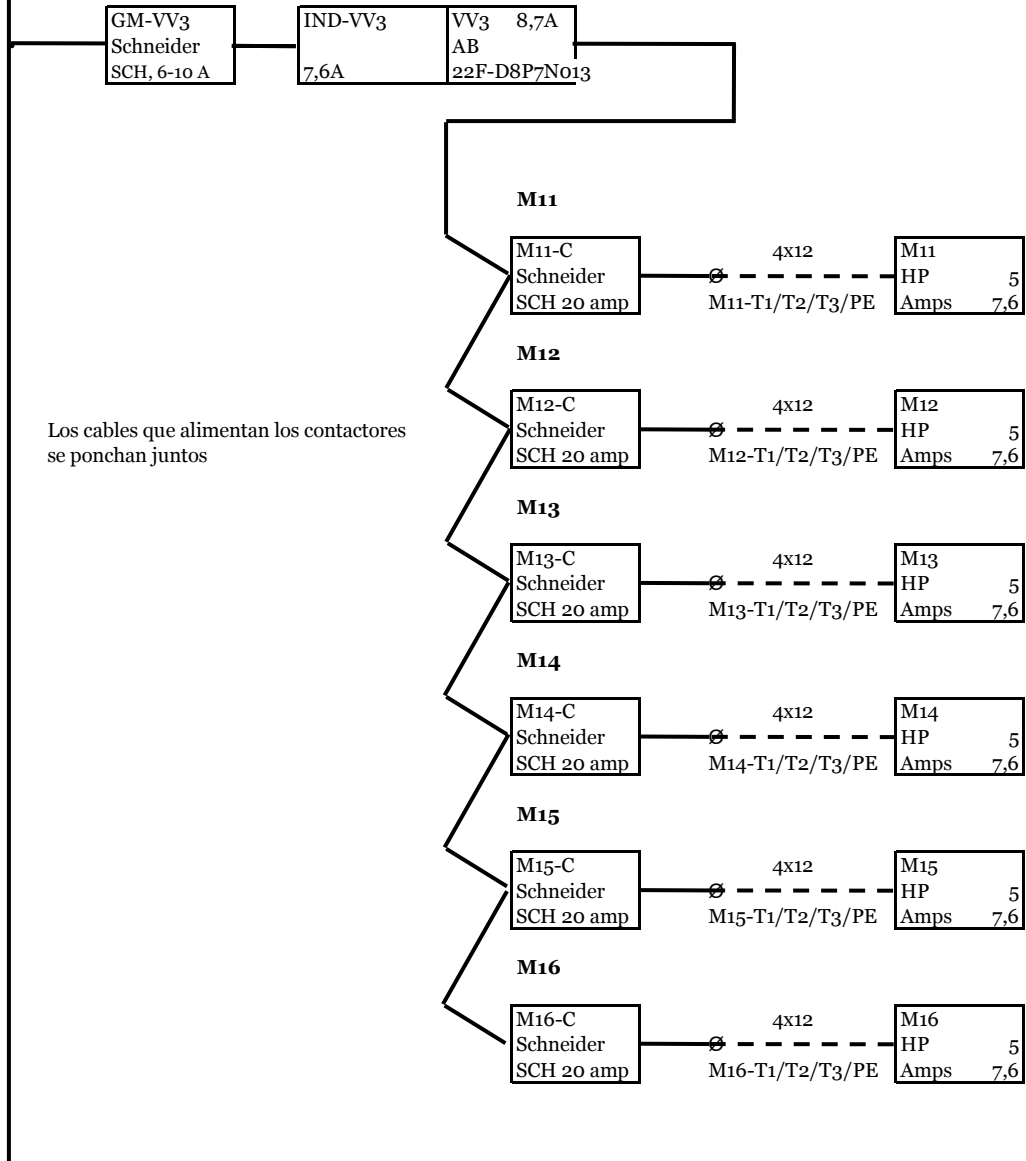 GM-VV3
Schneider
SCH, 6-10 A
IND-VV3
7,6A
VV3 8,7A
AB
22F-D8P7N013
M11
M11-C
Schneider
SCH 20 amp
4x12
M11-T1/T2/T3/PE
M11
HP 5
Amps 7,6
M12
M12-C
Schneider
SCH 20 amp
4x12
M12-T1/T2/T3/PE
M12
HP 5
Amps 7,6
Los cables que alimentan los contactores
se ponchan juntos
M13
M13-C
Schneider
SCH 20 amp
4x12
M13-T1/T2/T3/PE
M13
HP 5
Amps 7,6
M14
M14-C
Schneider
SCH 20 amp
4x12
M14-T1/T2/T3/PE
M14
HP 5
Amps 7,6
M15
M15-C
Schneider
SCH 20 amp
4x12
M15-T1/T2/T3/PE
M15
HP 5
Amps 7,6
M16
M16-C
Schneider
SCH 20 amp
4x12
M16-T1/T2/T3/PE
M16
HP 5
Amps 7,6